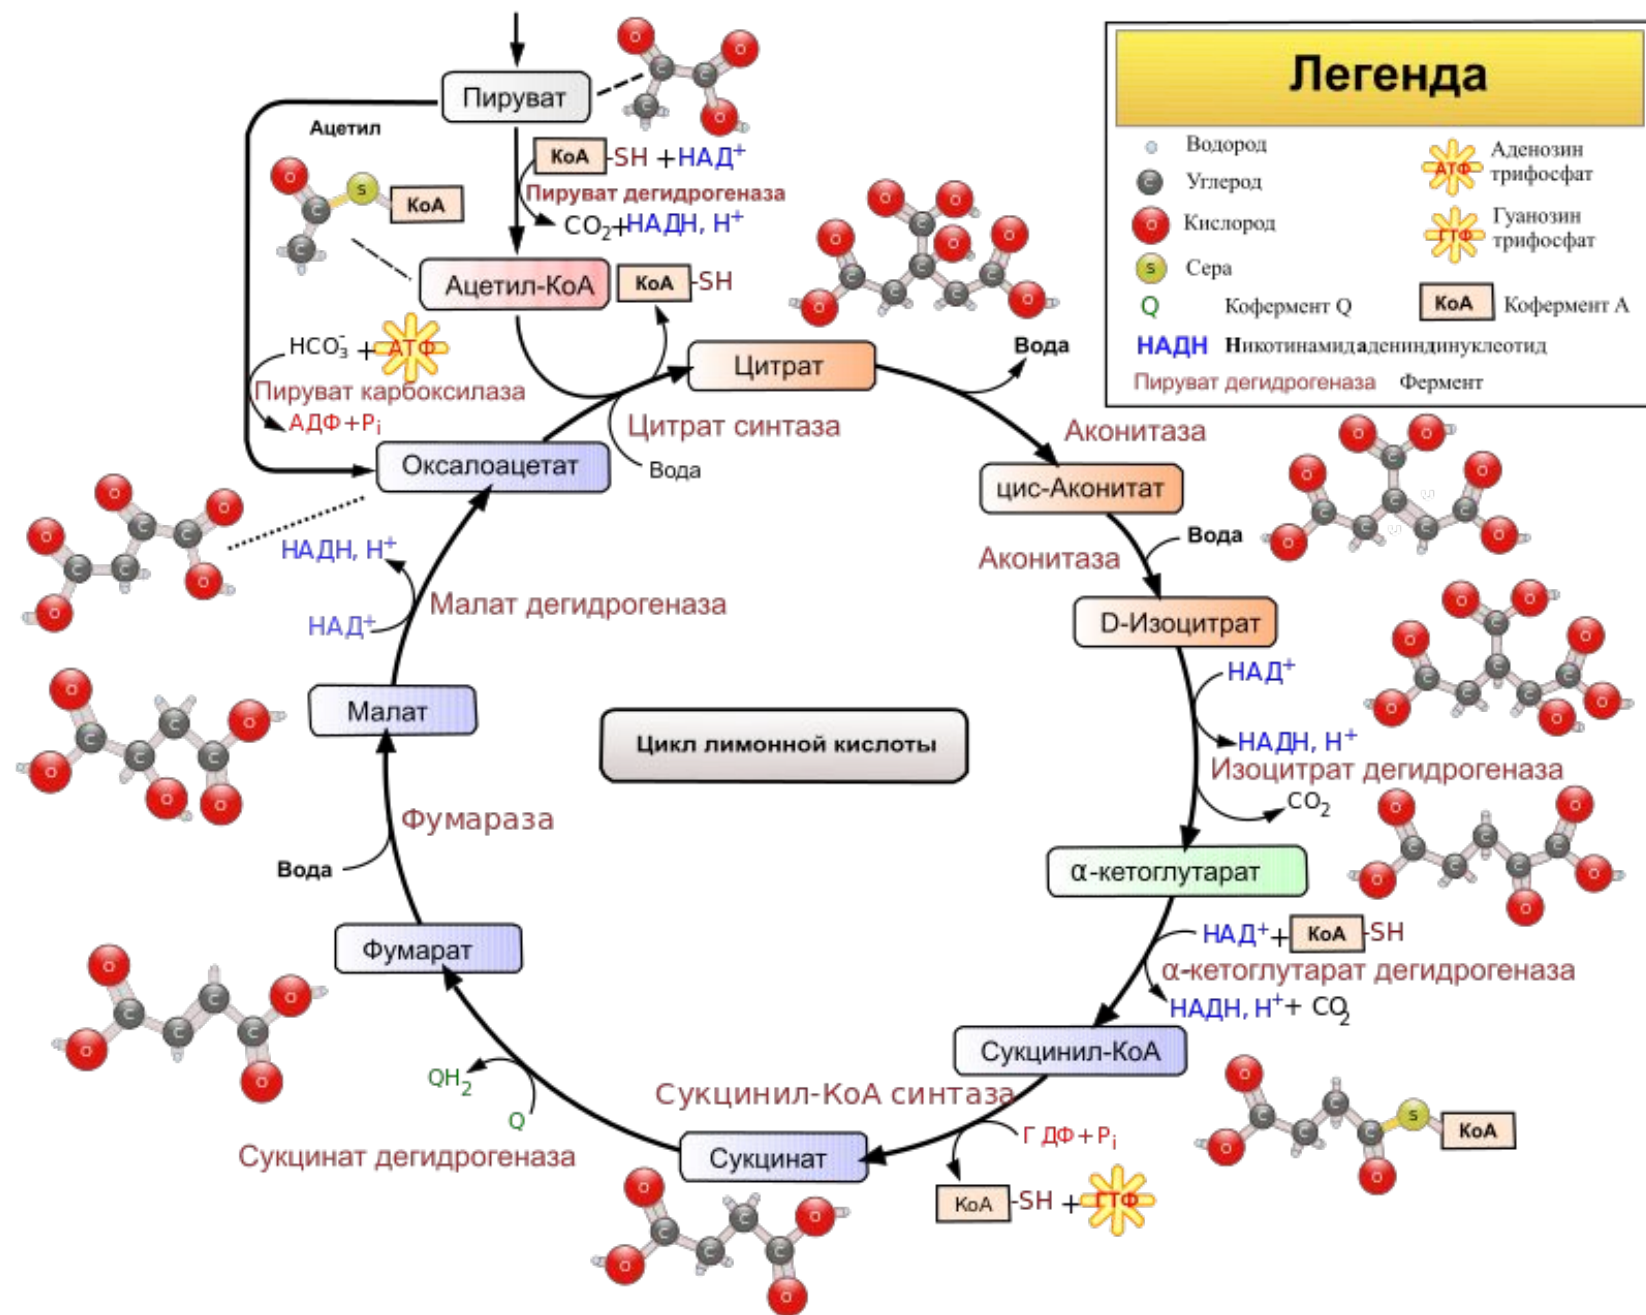 Легенда
Водород
Углерод
Кислород
S Сера
Q Кофермент Q
НАДН Никотинамидадениндинуклеотид
Пируват дегидрогеназа Фермент
АТФ Аденозин
трифосфат
ГТФ Гуанозин
трифосфат
КоА Кофермент А
Пируват
Ацетил
S КоА
КоА -SH + НАД⁺
Пируват дегидрогеназа
CO₂+НАДН, H⁺
Ацетил-КоА
КоА -SH
HCO₃⁻ + АТФ
Пируват карбоксилаза
АДФ+Pᵢ
Цитрат
Вода
Цитрат синтаза
Вода
Оксалоацетат
Аконитаза
цис-Аконитат
Вода
Аконитаза
D-Изоцитрат
НАД⁺
НАДН, H⁺
Изоцитрат дегидрогеназа
CO₂
α-кетоглутарат
НАД⁺+ КоА -SH
α-кетоглутарат дегидрогеназа
НАДН, H⁺+ CO₂
Сукцинил-КоА
S КоА
Сукцинил-КоА синтаза
ГДФ+Pᵢ
КоА -SH + ГТФ
Сукцинат
QH₂
Q
Сукцинат дегидрогеназа
Фумарат
Вода
Фумараза
Малат
НАДН, H⁺
НАД⁺
Малат дегидрогеназа
Цикл лимонной кислоты